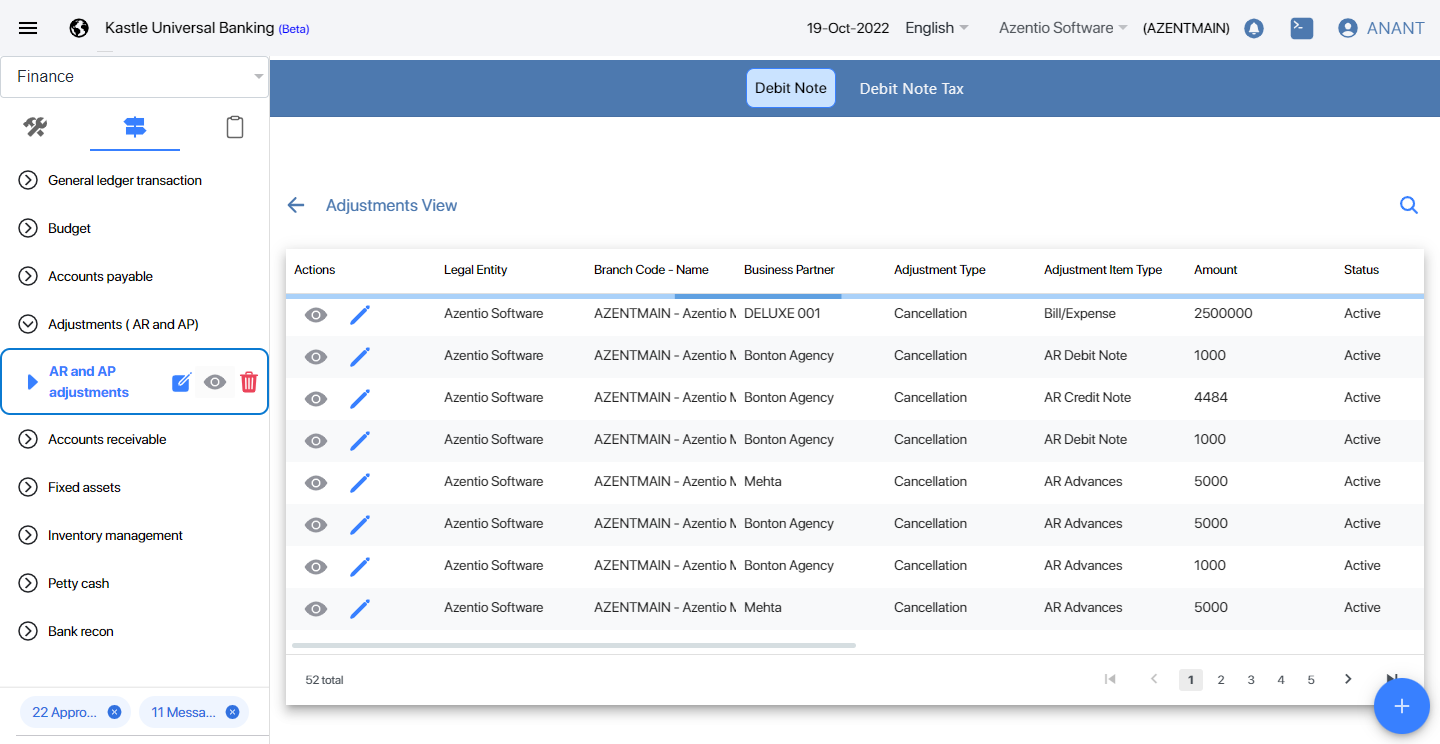 Kastle Universal Banking (Beta)
19-Oct-2022 English Azentio Software (AZENTMAIN) ANANT
Finance
Debit Note Debit Note Tax
General ledger transaction
Budget
Accounts payable
Adjustments ( AR and AP)
AR and AP
adjustments
Accounts receivable
Fixed assets
Inventory management
Petty cash
Bank recon
22 Appro... 11 Messa...
Adjustments View
Actions Legal Entity Branch Code - Name Business Partner Adjustment Type Adjustment Item Type Amount Status
Azentio Software AZENTMAIN - Azentio M DELUXE 001 Cancellation Bill/Expense 2500000 Active
Azentio Software AZENTMAIN - Azentio M Bonton Agency Cancellation AR Debit Note 1000 Active
Azentio Software AZENTMAIN - Azentio M Bonton Agency Cancellation AR Credit Note 4484 Active
Azentio Software AZENTMAIN - Azentio M Bonton Agency Cancellation AR Debit Note 1000 Active
Azentio Software AZENTMAIN - Azentio M Mehta Cancellation AR Advances 5000 Active
Azentio Software AZENTMAIN - Azentio M Bonton Agency Cancellation AR Advances 5000 Active
Azentio Software AZENTMAIN - Azentio M Bonton Agency Cancellation AR Advances 1000 Active
Azentio Software AZENTMAIN - Azentio M Mehta Cancellation AR Advances 5000 Active
52 total 1 2 3 4 5